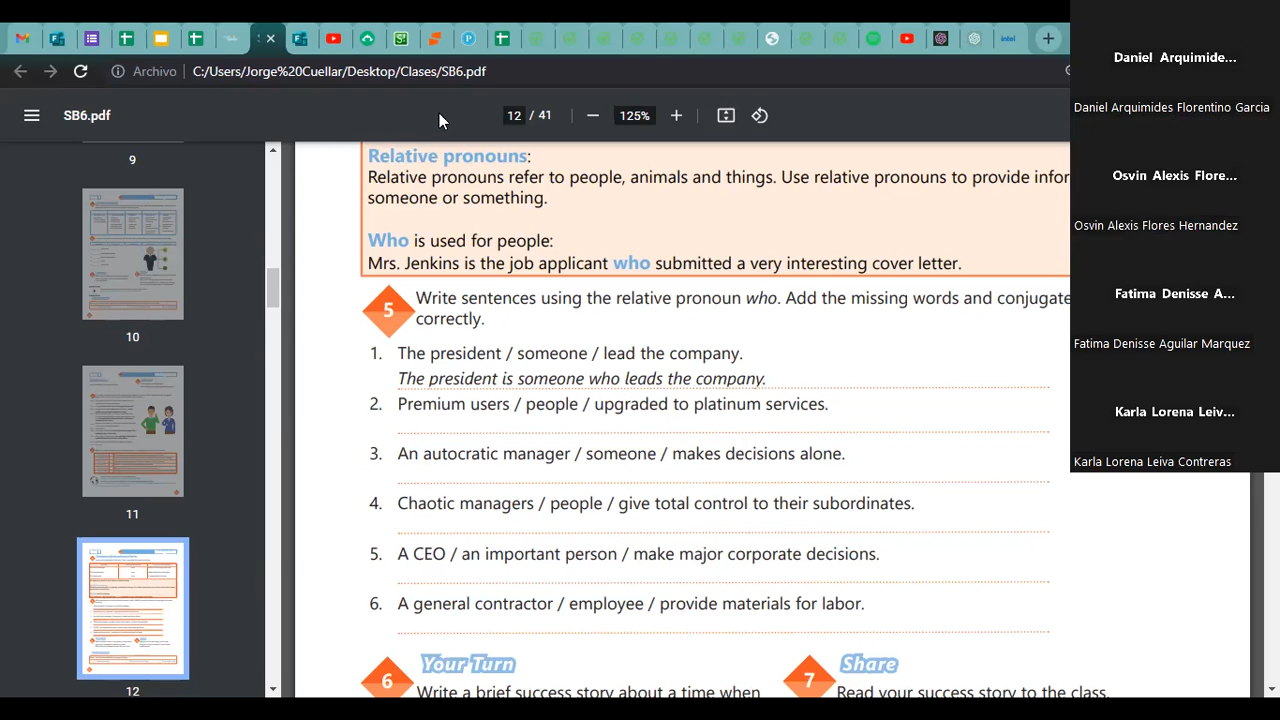 Archivo
C:/Users/Jorge%20Cuellar/Desktop/Clases/SB6.pdf
SB6.pdf
12 / 41
125%
9
10
11
12
Relative pronouns:
Relative pronouns refer to people, animals and things. Use relative pronouns to provide infor
someone or something.
Who is used for people:
Mrs. Jenkins is the job applicant who submitted a very interesting cover letter.
5
Write sentences using the relative pronoun who. Add the missing words and conjugate
correctly.
1. The president / someone / lead the company.
The president is someone who leads the company.
2. Premium users / people / upgraded to platinum services.
3. An autocratic manager / someone / makes decisions alone.
4. Chaotic managers / people / give total control to their subordinates.
5. A CEO / an important person / make major corporate decisions.
6. A general contractor / employee / provide materials for labor.
6
Your Turn
Write a brief success story about a time when
7
Share
Read your success story to the class.
Daniel Arquimide...
Daniel Arquimides Florentino Garcia
Osvin Alexis Flore...
Osvin Alexis Flores Hernandez
Fatima Denisse A...
Fatima Denisse Aguilar Marquez
Karla Lorena Leiv...
Karla Lorena Leiva Contreras
intel